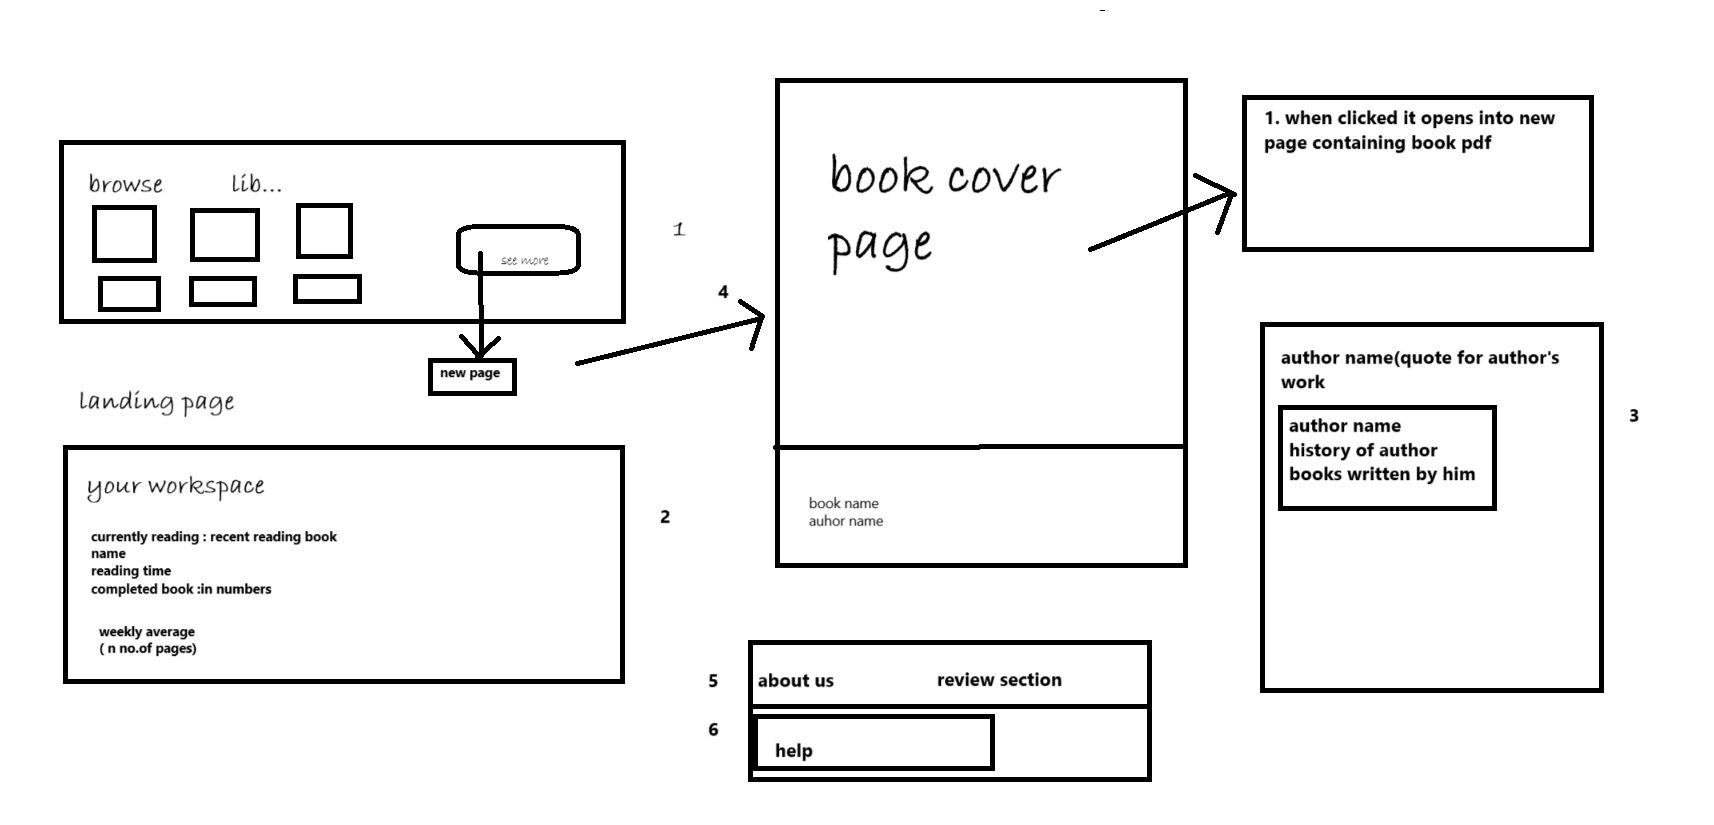 browse lib...
see more
1
new page
landing page
your workspace
currently reading : recent reading book
name
reading time
completed book :in numbers
weekly average
( n no.of pages)
2
4
book cover
page
book name
auhor name
1. when clicked it opens into new
page containing book pdf
author name(quote for author's
work
author name
history of author
books written by him
3
5
about us review section
6
help